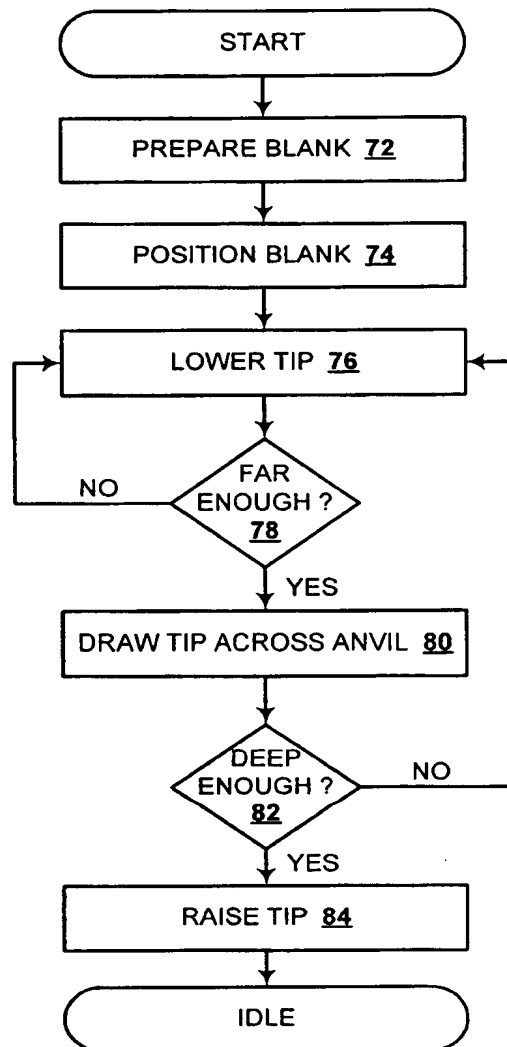 START
PREPARE BLANK 72
POSITION BLANK 74
LOWER TIP 76
FAR
NO
ENOUGH ?
78
YES
DRAW TIP ACROSS ANVIL 80
DEEP
NO
ENOUGH ?
82
YES
RAISE TIP 84
IDLE